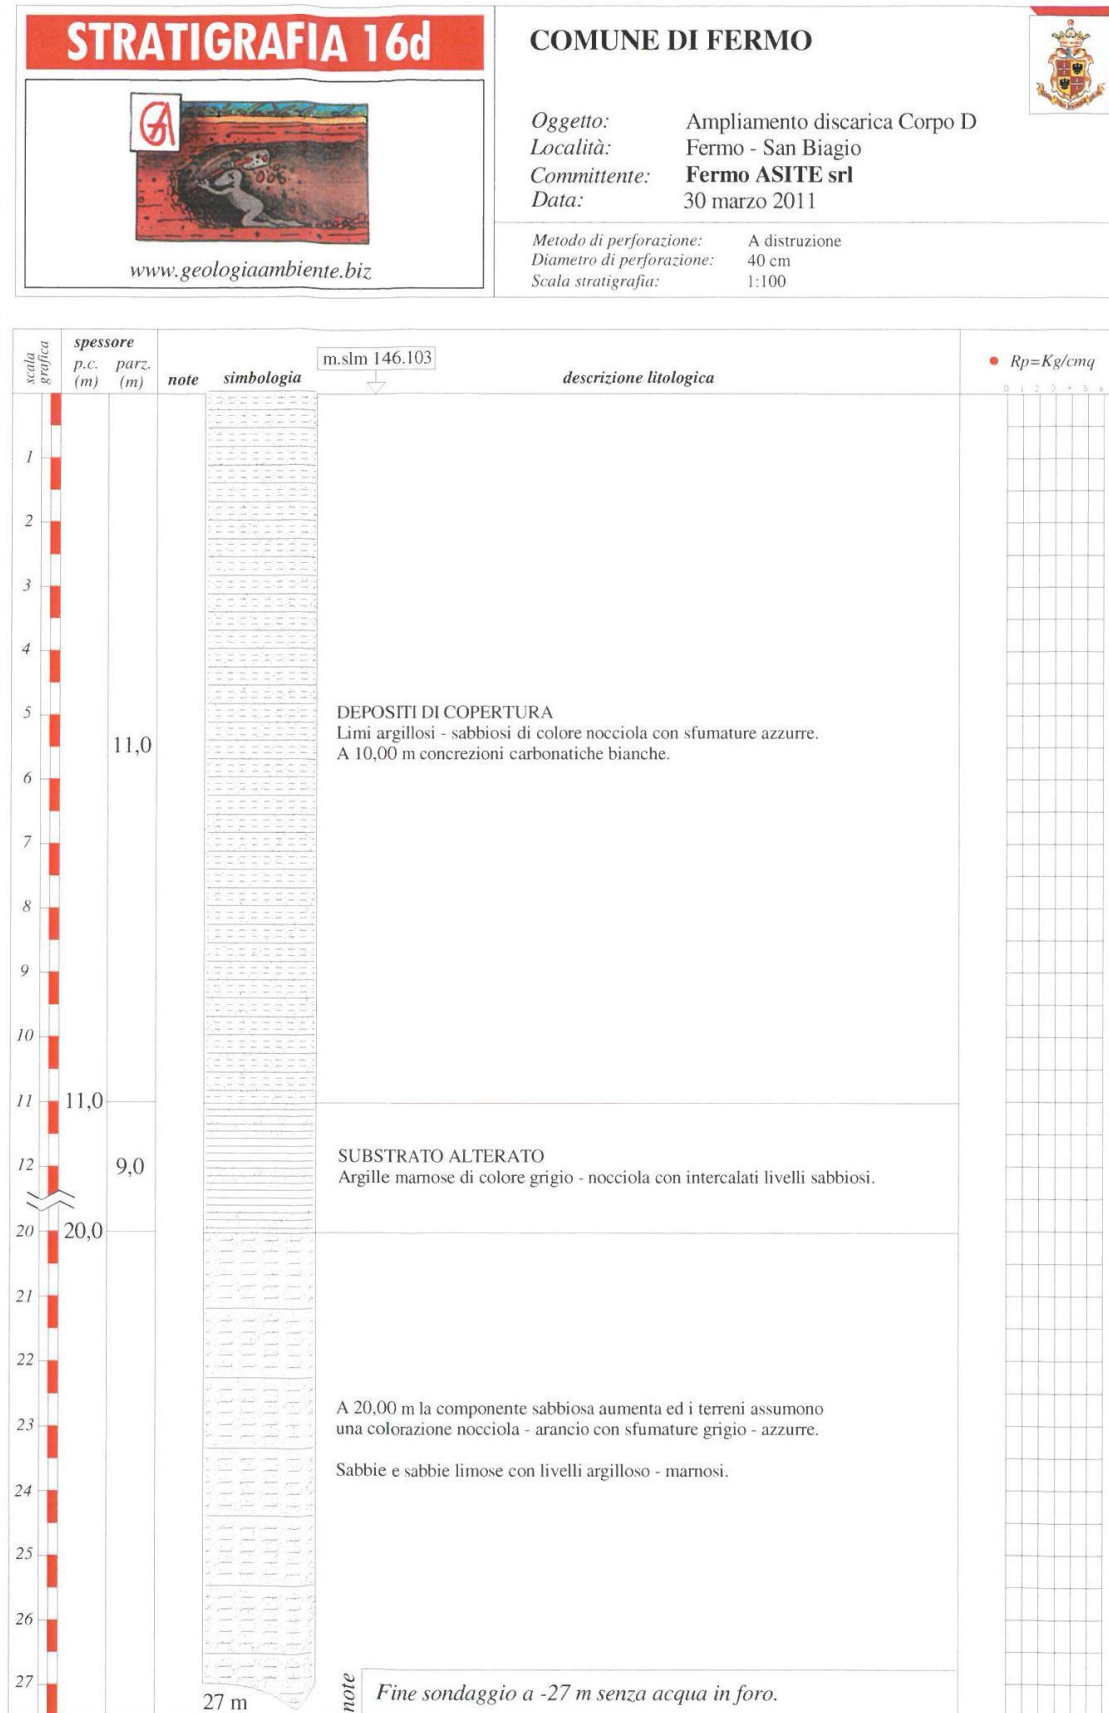 STRATIGRAFIA 16d
www.geologiaambiente.biz
COMUNE DI FERMO
Oggetto: Ampliamento discarica Corpo D
Località: Fermo - San Biagio
Committente: Fermo ASITE srl
Data: 30 marzo 2011
Metodo di perforazione: A distruzione
Diametro di perforazione: 40 cm
Scala stratigrafia: 1:100
scala grafica
spessore
p.c. (m)
parz. (m)
note
simbologia
m.slm 146.103
descrizione litologica
Rp=Kg/cmq
0 1 2 3 4 5 6
1
2
3
4
5
DEPOSITI DI COPERTURA
Limi argillosi - sabbiosi di colore nocciola con sfumature azzurre.
11,0
A 10,00 m concrezioni carbonatiche bianche.
6
7
8
9
10
11 11,0
SUBSTRATO ALTERATO
12 9,0
Argille marnose di colore grigio - nocciola con intercalati livelli sabbiosi.
20 20,0
21
22
A 20,00 m la componente sabbiosa aumenta ed i terreni assumono
23
una colorazione nocciola - arancio con sfumature grigio - azzurre.
Sabbie e sabbie limose con livelli argilloso - marnosi.
24
25
26
27
27 m
note
Fine sondaggio a -27 m senza acqua in foro.